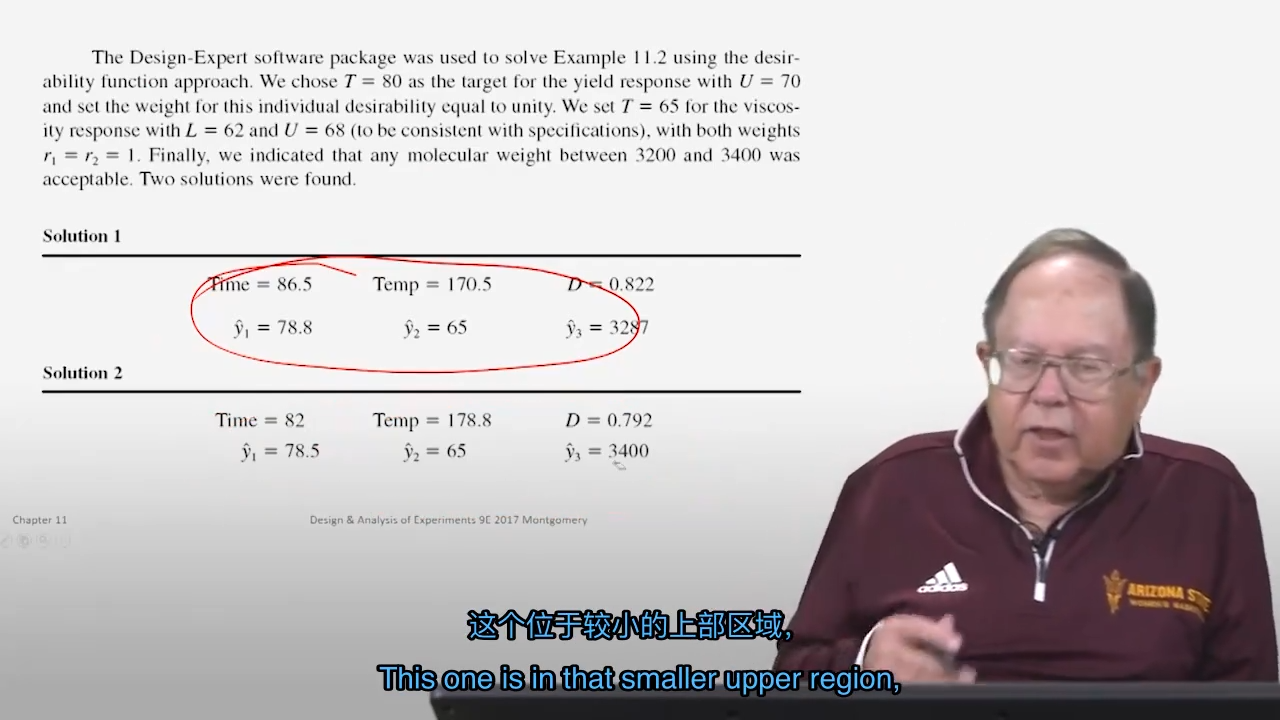 The Design-Expert software package was used to solve Example 11.2 using the desir-
ability function approach. We chose T = 80 as the target for the yield response with U = 70
and set the weight for this individual desirability equal to unity. We set T = 65 for the viscos-
ity response with L = 62 and U = 68 (to be consistent with specifications), with both weights
r₁ = r₂ = 1. Finally, we indicated that any molecular weight between 3200 and 3400 was
acceptable. Two solutions were found.
Solution 1
Time = 86.5 Temp = 170.5 D = 0.822
ŷ₁ = 78.8 ŷ₂ = 65 ŷ₃ = 3287
Solution 2
Time = 82 Temp = 178.8 D = 0.792
ŷ₁ = 78.5 ŷ₂ = 65 ŷ₃ = 3400
Chapter 11 Design & Analysis of Experiments 9E 2017 Montgomery
adidas
ARIZONA STATE
这个位于较小的上部区域,
This one is in that smaller upper region,